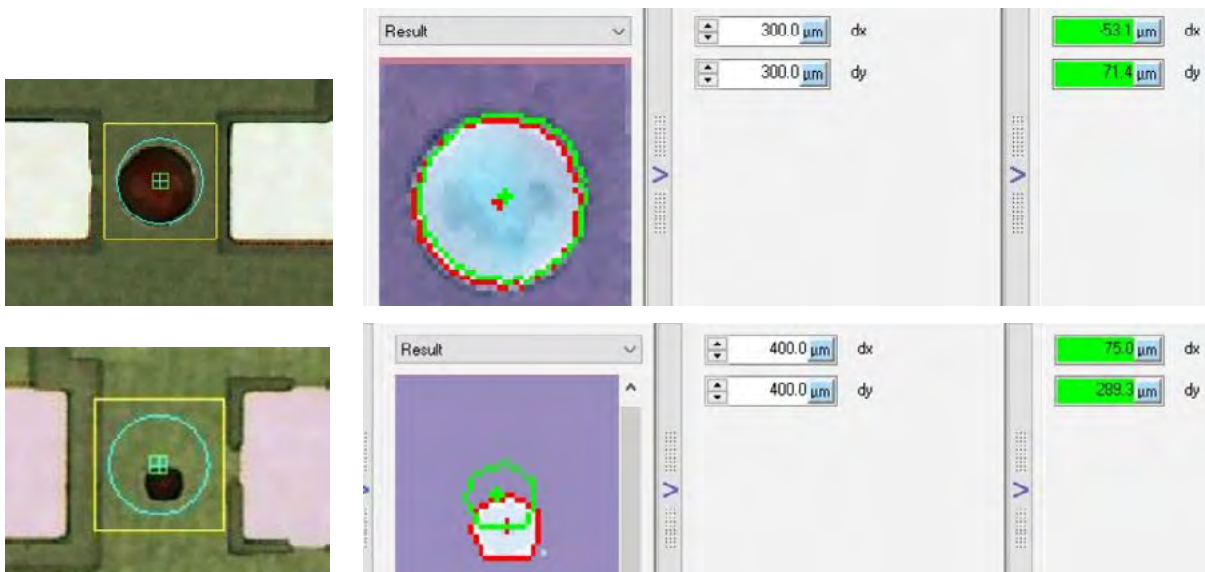 Result
300.0 µm dx
-53.1 µm dx
300.0 µm dy
71.4 µm dy
Result
400.0 µm dx
75.0 µm dx
400.0 µm dy
289.3 µm dy